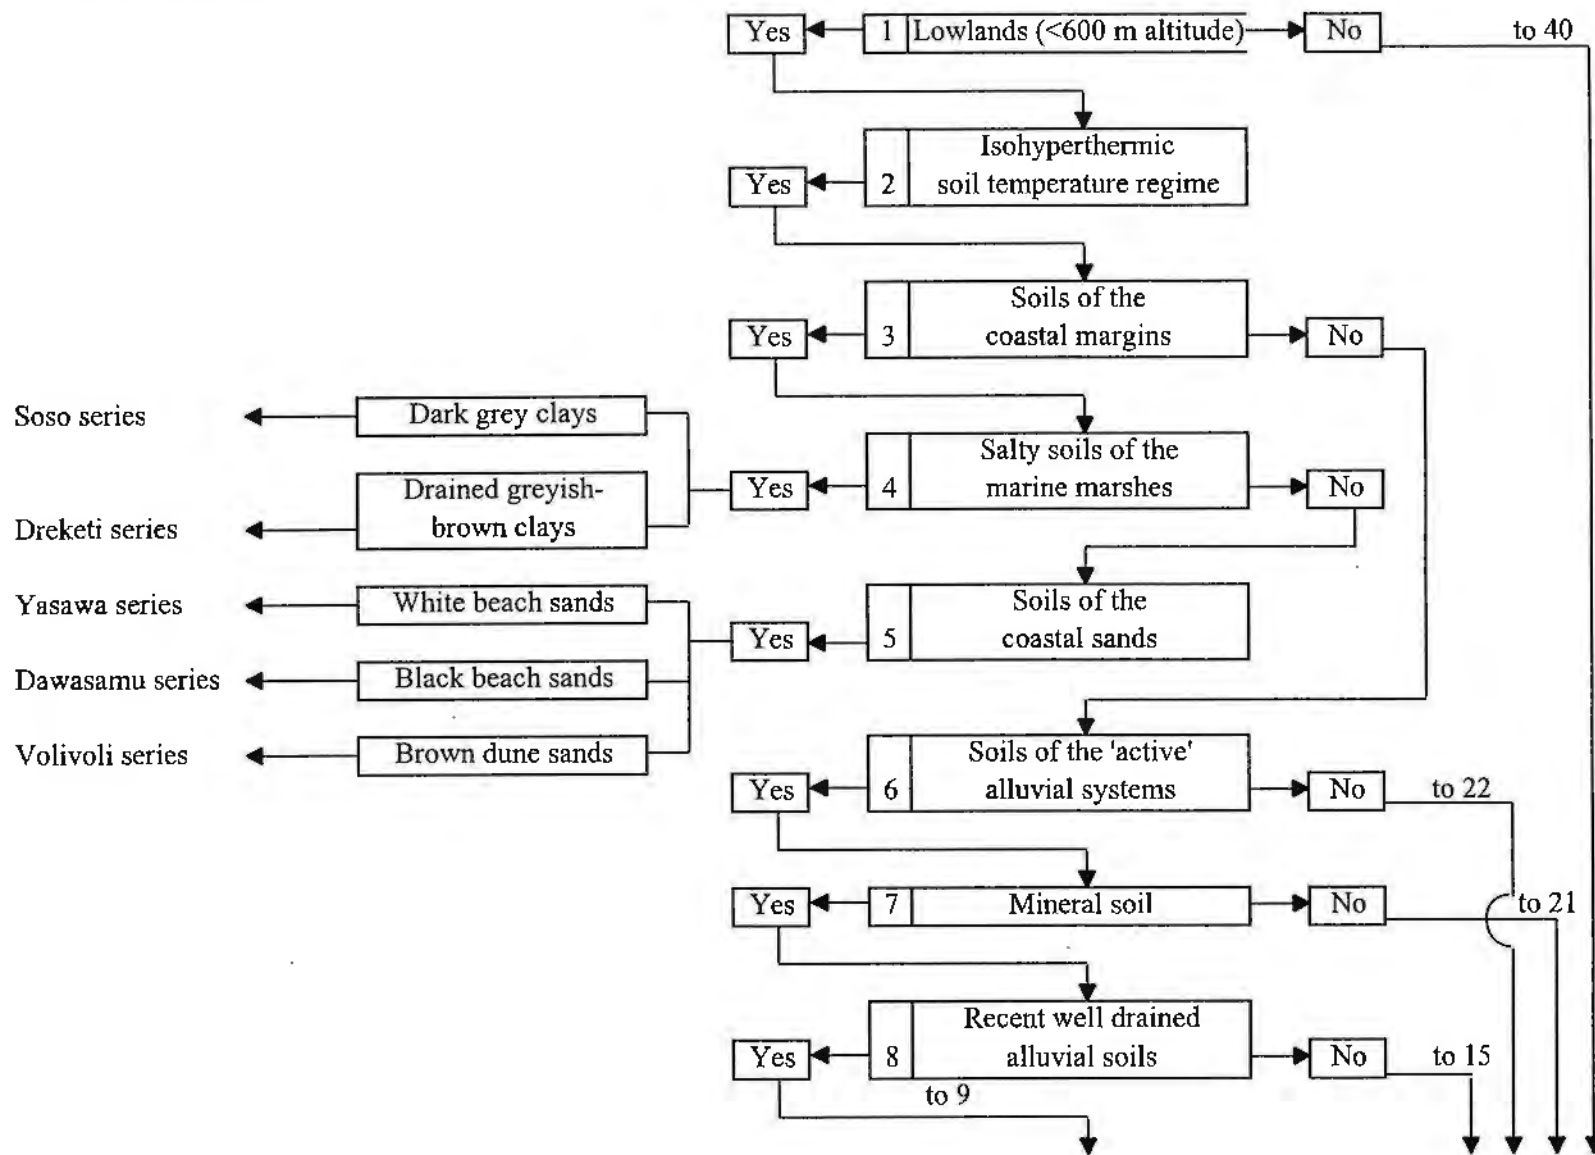 Yes
1 Lowlands (<600 m altitude)
No
to 40
Isohyperthermic
Yes
2 soil temperature regime
Soils of the
Yes
3 coastal margins
No
Soso series
Dark grey clays
Salty soils of the
Yes
4 marine marshes
No
Drained greyish-
Dreketi series
brown clays
Yasawa series
White beach sands
Soils of the
Yes
5 coastal sands
Dawasamu series
Black beach sands
Volivoli series
Brown dune sands
Soils of the 'active'
Yes
6 alluvial systems
No
to 22
Yes
7 Mineral soil
No
to 21
Recent well drained
Yes
8 alluvial soils
No
to 15
to 9